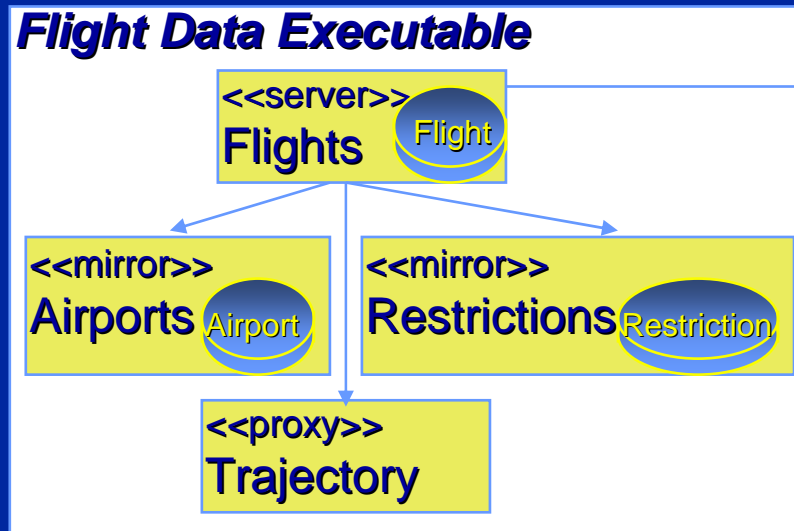 Flight Data Executable
<<server>>
Flights
Flight
<<mirror>>
Airports
Airport
<<mirror>>
Restrictions
Restriction
<<proxy>>
Trajectory